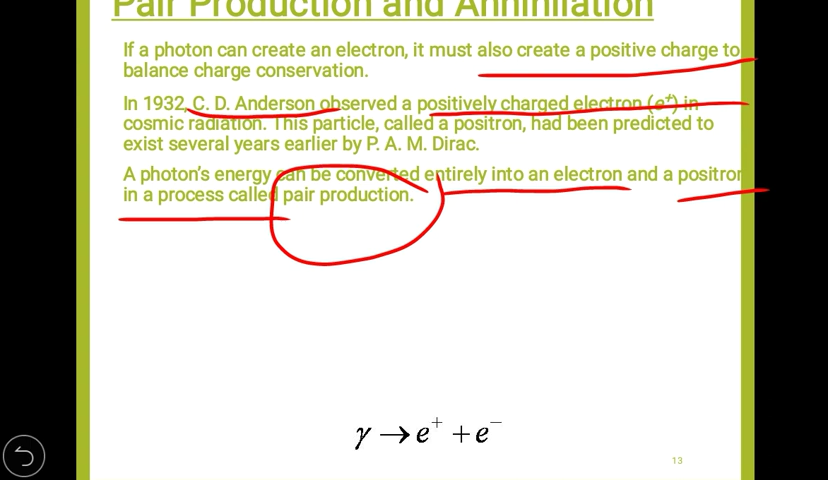 Pair Production and Annihilation
If a photon can create an electron, it must also create a positive charge to
balance charge conservation.
In 1932, C. D. Anderson observed a positively charged electron (e⁺) in
cosmic radiation. This particle, called a positron, had been predicted to
exist several years earlier by P. A. M. Dirac.
A photon's energy can be converted entirely into an electron and a positron
in a process called pair production.
γ → e⁺ + e⁻
13